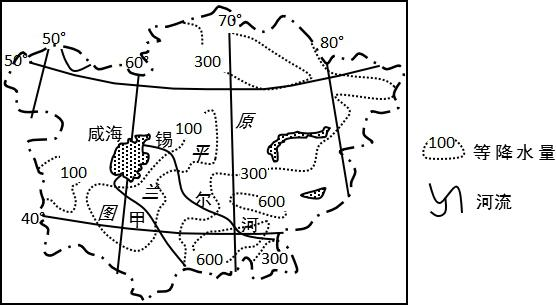 70°
50° 80°
50° 60° 300
咸海 锡 100 原
平
100 300
兰 尔 600
图 甲
40° 河
600 300
100 等降水量
河流